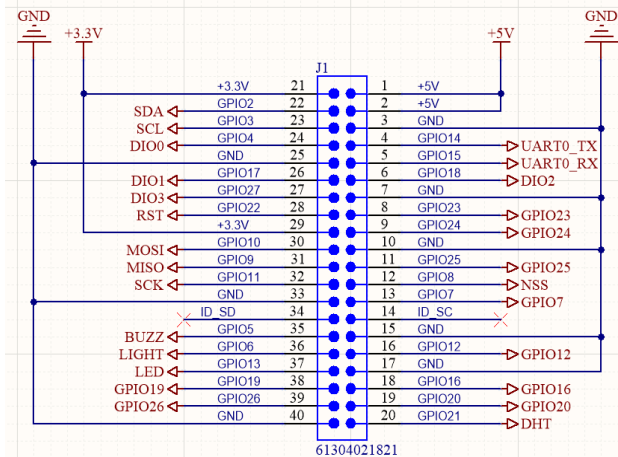 GND GND
+3.3V +5V
J1
+3.3V 21 1 +5V
SDA GPIO2 22 2 +5V
SCL GPIO3 23 3 GND
DIO0 GPIO4 24 4 GPIO14 UART0_TX
GND 25 5 GPIO15 UART0_RX
DIO1 GPIO17 26 6 GPIO18 DIO2
DIO3 GPIO27 27 7 GND
RST GPIO22 28 8 GPIO23 GPIO23
+3.3V 29 9 GPIO24 GPIO24
MOSI GPIO10 30 10 GND
MISO GPIO9 31 11 GPIO25 GPIO25
SCK GPIO11 32 12 GPIO8 NSS
GND 33 13 GPIO7 GPIO7
ID_SD 34 14 ID_SC
BUZZ GPIO5 35 15 GND
LIGHT GPIO6 36 16 GPIO12 GPIO12
LED GPIO13 37 17 GND
GPIO19 GPIO19 38 18 GPIO16 GPIO16
GPIO26 GPIO26 39 19 GPIO20 GPIO20
GND 40 20 GPIO21 DHT
61304021821